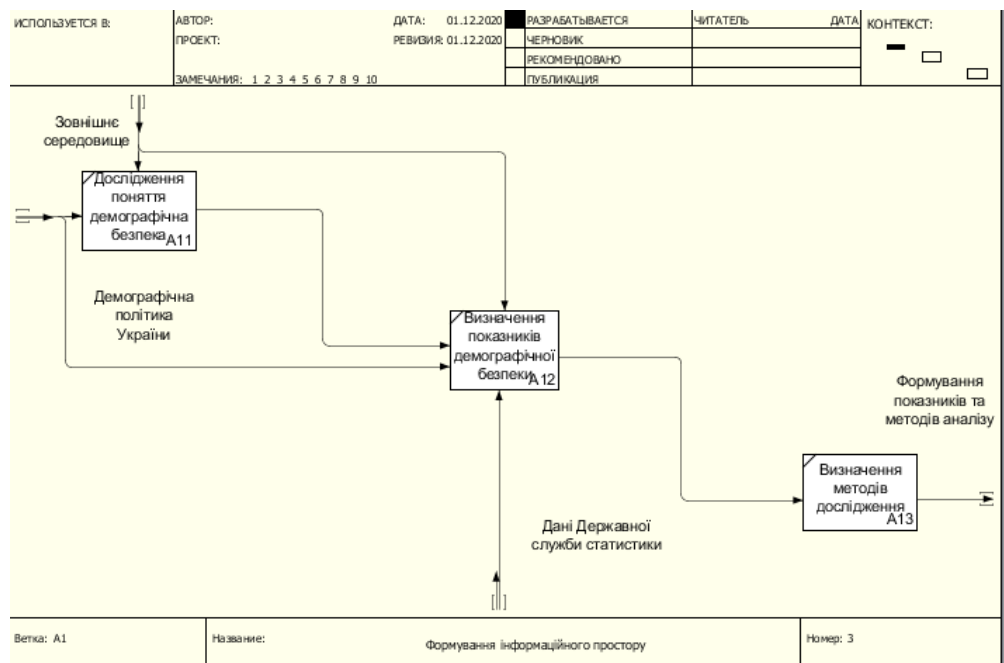 ИСПОЛЬЗУЕТСЯ В:
АВТОР:
ДАТА: 01.12.2020
ПРОЕКТ:
РЕВИЗИЯ: 01.12.2020
ЗАМЕЧАНИЯ: 1 2 3 4 5 6 7 8 9 10
РАЗРАБАТЫВАЕТСЯ
ЧЕРНОВИК
РЕКОМЕНДОВАНО
ПУБЛИКАЦИЯ
ЧИТАТЕЛЬ
ДАТА
КОНТЕКСТ:
Зовнішнє
середовище
Дослідження
поняття
демографічна
безпека
A11
Демографічна
політика
України
Визначення
показників
демографічної
безпеки
A12
Формування
показників та
методів аналізу
Визначення
методів
дослідження
A13
Дані Державної
служби статистики
Ветка: A1
Название:
Формування інформаційного простору
Номер: 3